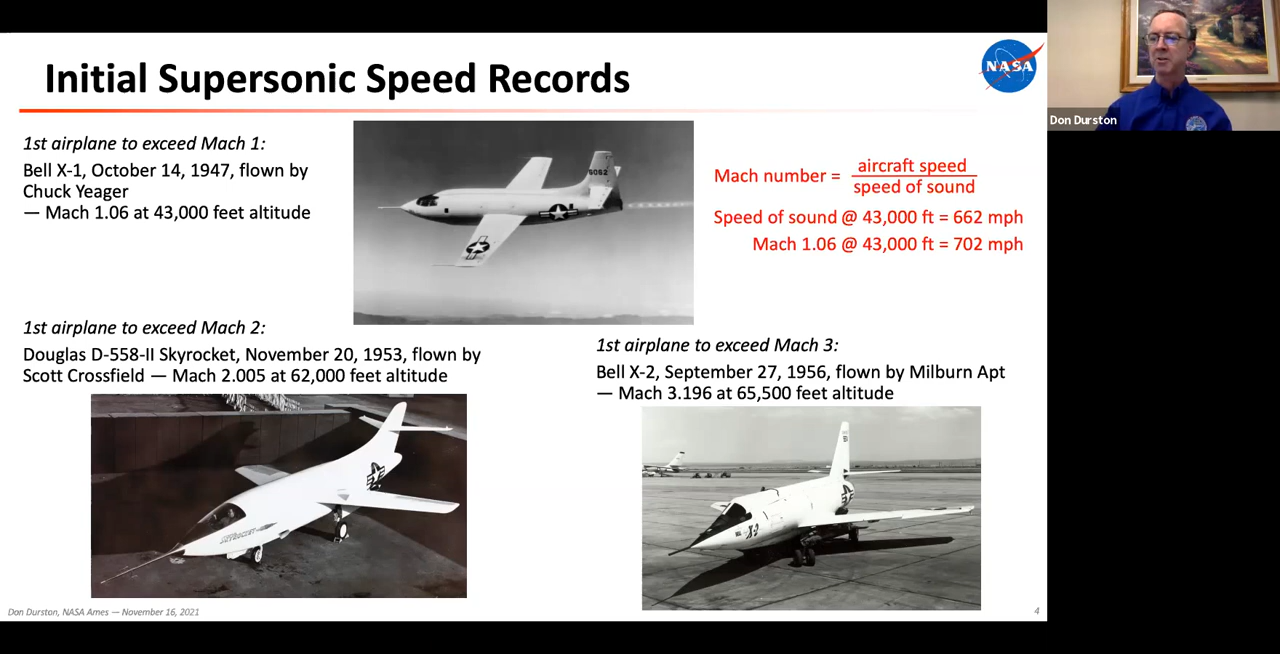 Initial Supersonic Speed Records
NASA
Don Durston
1st airplane to exceed Mach 1:
Bell X-1, October 14, 1947, flown by
Chuck Yeager
— Mach 1.06 at 43,000 feet altitude
6062
Mach number = aircraft speed
speed of sound
Speed of sound @ 43,000 ft = 662 mph
Mach 1.06 @ 43,000 ft = 702 mph
1st airplane to exceed Mach 2:
Douglas D-558-II Skyrocket, November 20, 1953, flown by
Scott Crossfield — Mach 2.005 at 62,000 feet altitude
1st airplane to exceed Mach 3:
Bell X-2, September 27, 1956, flown by Milburn Apt
— Mach 3.196 at 65,500 feet altitude
Don Durston, NASA Ames — November 16, 2021
4